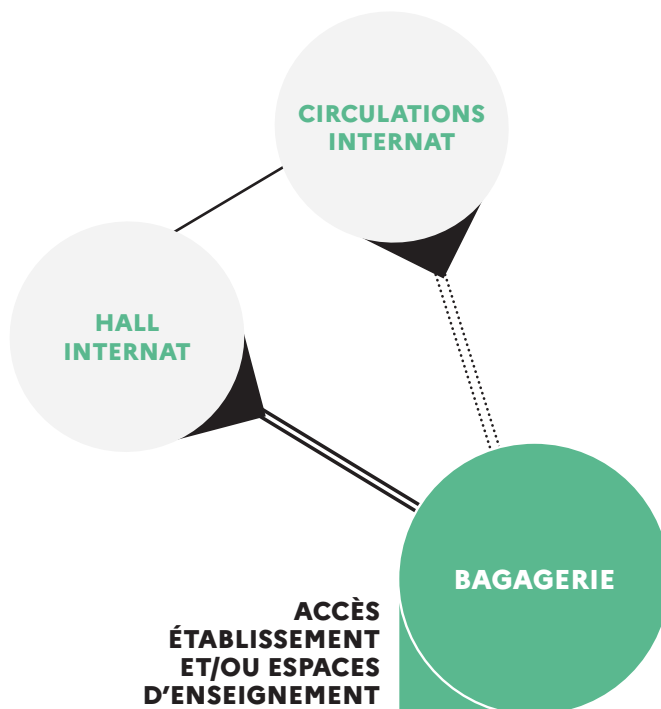 CIRCULATIONS
INTERNAT
HALL
INTERNAT
BAGAGERIE
ACCÈS
ÉTABLISSEMENT
ET/OU ESPACES
D’ENSEIGNEMENT